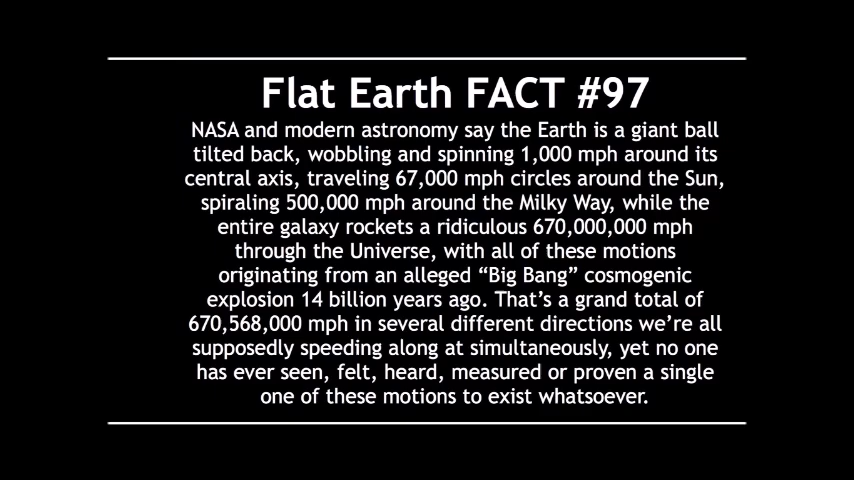 Flat Earth FACT #97
NASA and modern astronomy say the Earth is a giant ball
tilted back, wobbling and spinning 1,000 mph around its
central axis, traveling 67,000 mph circles around the Sun,
spiraling 500,000 mph around the Milky Way, while the
entire galaxy rockets a ridiculous 670,000,000 mph
through the Universe, with all of these motions
originating from an alleged “Big Bang” cosmogenic
explosion 14 billion years ago. That’s a grand total of
670,568,000 mph in several different directions we’re all
supposedly speeding along at simultaneously, yet no one
has ever seen, felt, heard, measured or proven a single
one of these motions to exist whatsoever.